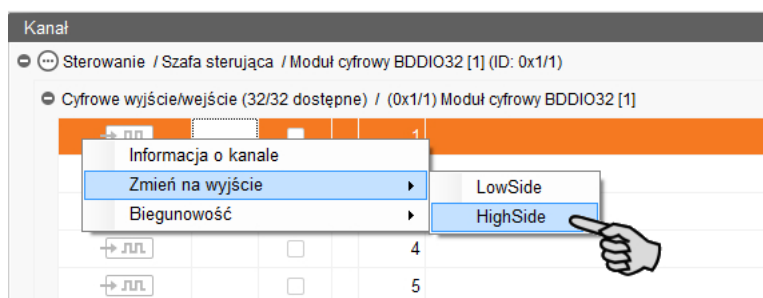 Kanał
Sterowanie / Szafa sterująca / Moduł cyfrowy BDDIO32 [1] (ID: 0x1/1)
Cyfrowe wyjście/wejście (32/32 dostępne) / (0x1/1) Moduł cyfrowy BDDIO32 [1]
1
Informacja o kanale
Zmień na wyjście
LowSide
Biegunowość
HighSide
4
5